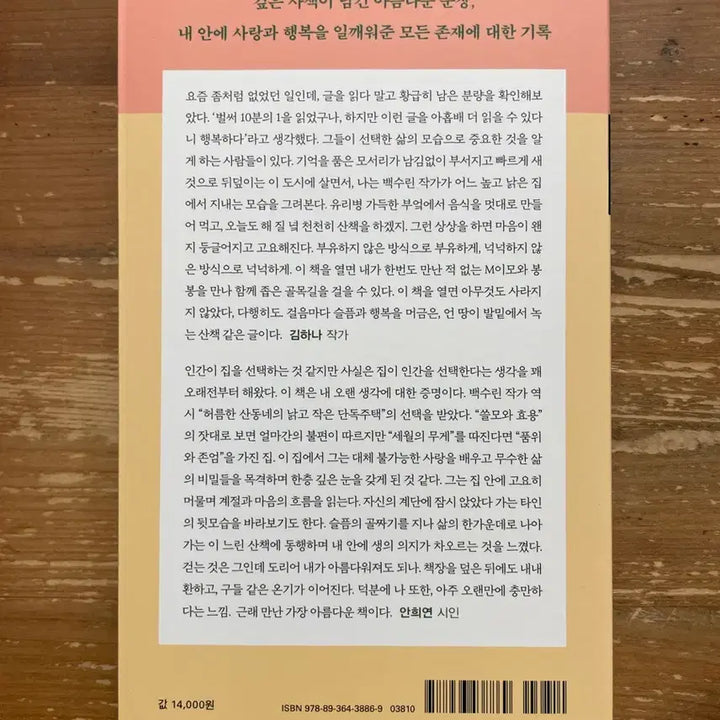 깊은 사색이 남긴 아름다운 문장,
내 안에 사랑과 행복을 일깨워준 모든 존재에 대한 기록
요즘 좀처럼 없었던 일인데, 글을 읽다 말고 황급히 남은 분량을 확인해보
았다. ‘벌써 10분의 1을 읽었구나, 하지만 이런 글을 아홉배 더 읽을 수 있다
니 행복하다’라고 생각했다. 그들이 선택한 삶의 모습으로 중요한 것을 알
게 하는 사람들이 있다. 기억을 품은 모서리가 남김없이 부서지고 빠르게 새
것으로 뒤덮이는 이 도시에 살면서, 나는 백수린 작가가 어느 높고 낡은 집
에서 지내는 모습을 그려본다. 유리병 가득한 부엌에서 음식을 멋대로 만들
어 먹고, 오늘도 해 질 녘 천천히 산책을 하겠지. 그런 상상을 하면 마음이 왠
지 둥글어지고 고요해진다. 부유하지 않은 방식으로 부유하게, 넉넉하지 않
은 방식으로 넉넉하게. 이 책을 열면 내가 한번도 만난 적 없는 M이모와 봉
봉을 만나 함께 좁은 골목길을 걸을 수 있다. 이 책을 열면 아무것도 사라지
지 않았다, 다행히도. 걸음마다 슬픔과 행복을 머금은, 언 땅이 발밑에서 녹
는 산책 같은 글이다. 김하나 작가
인간이 집을 선택하는 것 같지만 사실은 집이 인간을 선택한다는 생각을 꽤
오래전부터 해왔다. 이 책은 내 오랜 생각에 대한 증명이다. 백수린 작가 역
시 “허름한 산동네의 낡고 작은 단독주택”의 선택을 받았다. “쓸모와 효용”
의 잣대로 보면 얼마간의 불편이 따르지만 “세월의 무게”를 따진다면 “품위
와 존엄”을 가진 집. 이 집에서 그는 대체 불가능한 사랑을 배우고 무수한 삶
의 비밀들을 목격하며 한층 깊은 눈을 갖게 된 것 같다. 그는 집 안에 고요히
머물며 계절과 마음의 흐름을 읽는다. 자신의 계단에 잠시 앉았다 가는 타인
의 뒷모습을 바라보기도 한다. 슬픔의 골짜기를 지나 삶의 한가운데로 나아
가는 이 느린 산책에 동행하며 내 안에 생의 의지가 차오르는 것을 느꼈다.
걷는 것은 그인데 도리어 내가 아름다워져도 되나. 책장을 덮은 뒤에도 내내
환하고, 구들 같은 온기가 이어진다. 덕분에 나 또한, 아주 오랜만에 충만하
다는 느낌. 근래 만난 가장 아름다운 책이다. 안희연 시인
값 14,000원
ISBN 978-89-364-3886-9 03810